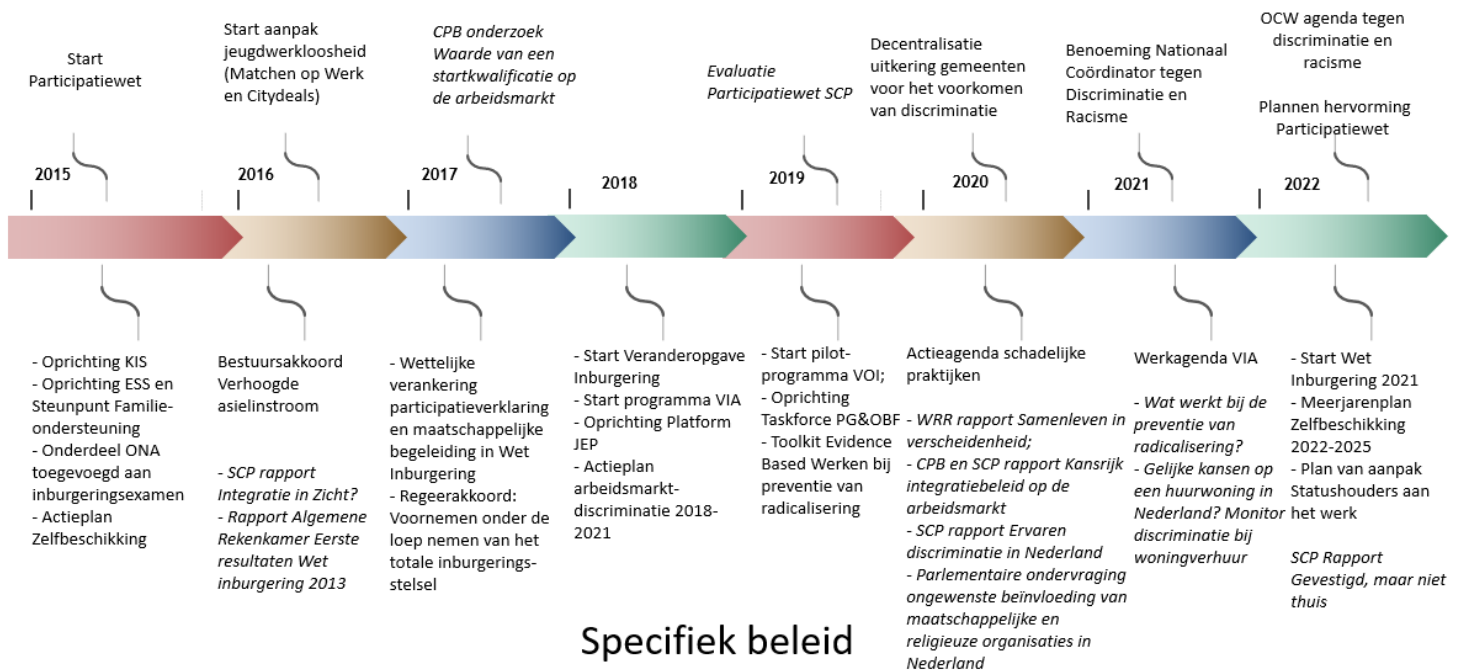 Start
Participatiewet
Start aanpak
jeugdwerkloosheid
(Matchen op Werk
en Citydeals)
CPB onderzoek
Waarde van een
startkwalificatie op
de arbeidsmarkt
Evaluatie
Participatiewet SCP
Decentralisatie
uitkering gemeenten
voor het voorkomen
van discriminatie
Benoeming Nationaal
Coördinator tegen
Discriminatie en
Racisme
OCW agenda tegen
discriminatie en
racisme
Plannen hervorming
Participatiewet
2015
2016
2017
2018
2019
2020
2021
2022
- Oprichting KIS
- Oprichting ESS en
Steunpunt Familie-
ondersteuning
- Onderdeel ONA
toegevoegd aan
inburgeringsexamen
- Actieplan
Zelfbeschikking
Bestuursakkoord
Verhoogde
asielinstroom
- SCP rapport
Integratie in Zicht?
- Rapport Algemene
Rekenkamer Eerste
resultaten Wet
inburgering 2013
- Wettelijke
verankering
participatieverklaring
en maatschappelijke
begeleiding in Wet
Inburgering
- Regeerakkoord:
Voornemen onder de
loep nemen van het
totale inburgerings-
stelsel
- Start Veranderopgave
Inburgering
- Start programma VIA
- Oprichting Platform
JEP
- Actieplan
arbeidsmarkt-
discriminatie 2018-
2021
- Start pilot-
programma VOI;
- Oprichting
Taskforce PG&OBF
- Toolkit Evidence
Based Werken bij
preventie van
radicalisering
Actieagenda schadelijke
praktijken
- WRR rapport Samenleven in
verscheidenheid;
- CPB en SCP rapport Kansrijk
integratiebeleid op de
arbeidsmarkt
- SCP rapport Ervaren
discriminatie in Nederland
- Parlementaire ondervraging
ongewenste beïnvloeding van
maatschappelijke en
religieuze organisaties in
Nederland
Werkagenda VIA
- Wat werkt bij de
preventie van
radicalisering?
- Gelijke kansen op
een huurwoning in
Nederland? Monitor
discriminatie bij
woningverhuur
- Start Wet
Inburgering 2021
- Meerjarenplan
Zelfbeschikking
2022-2025
- Plan van aanpak
Statushouders aan
het werk
SCP Rapport
Gevestigd, maar niet
thuis
Specifiek beleid